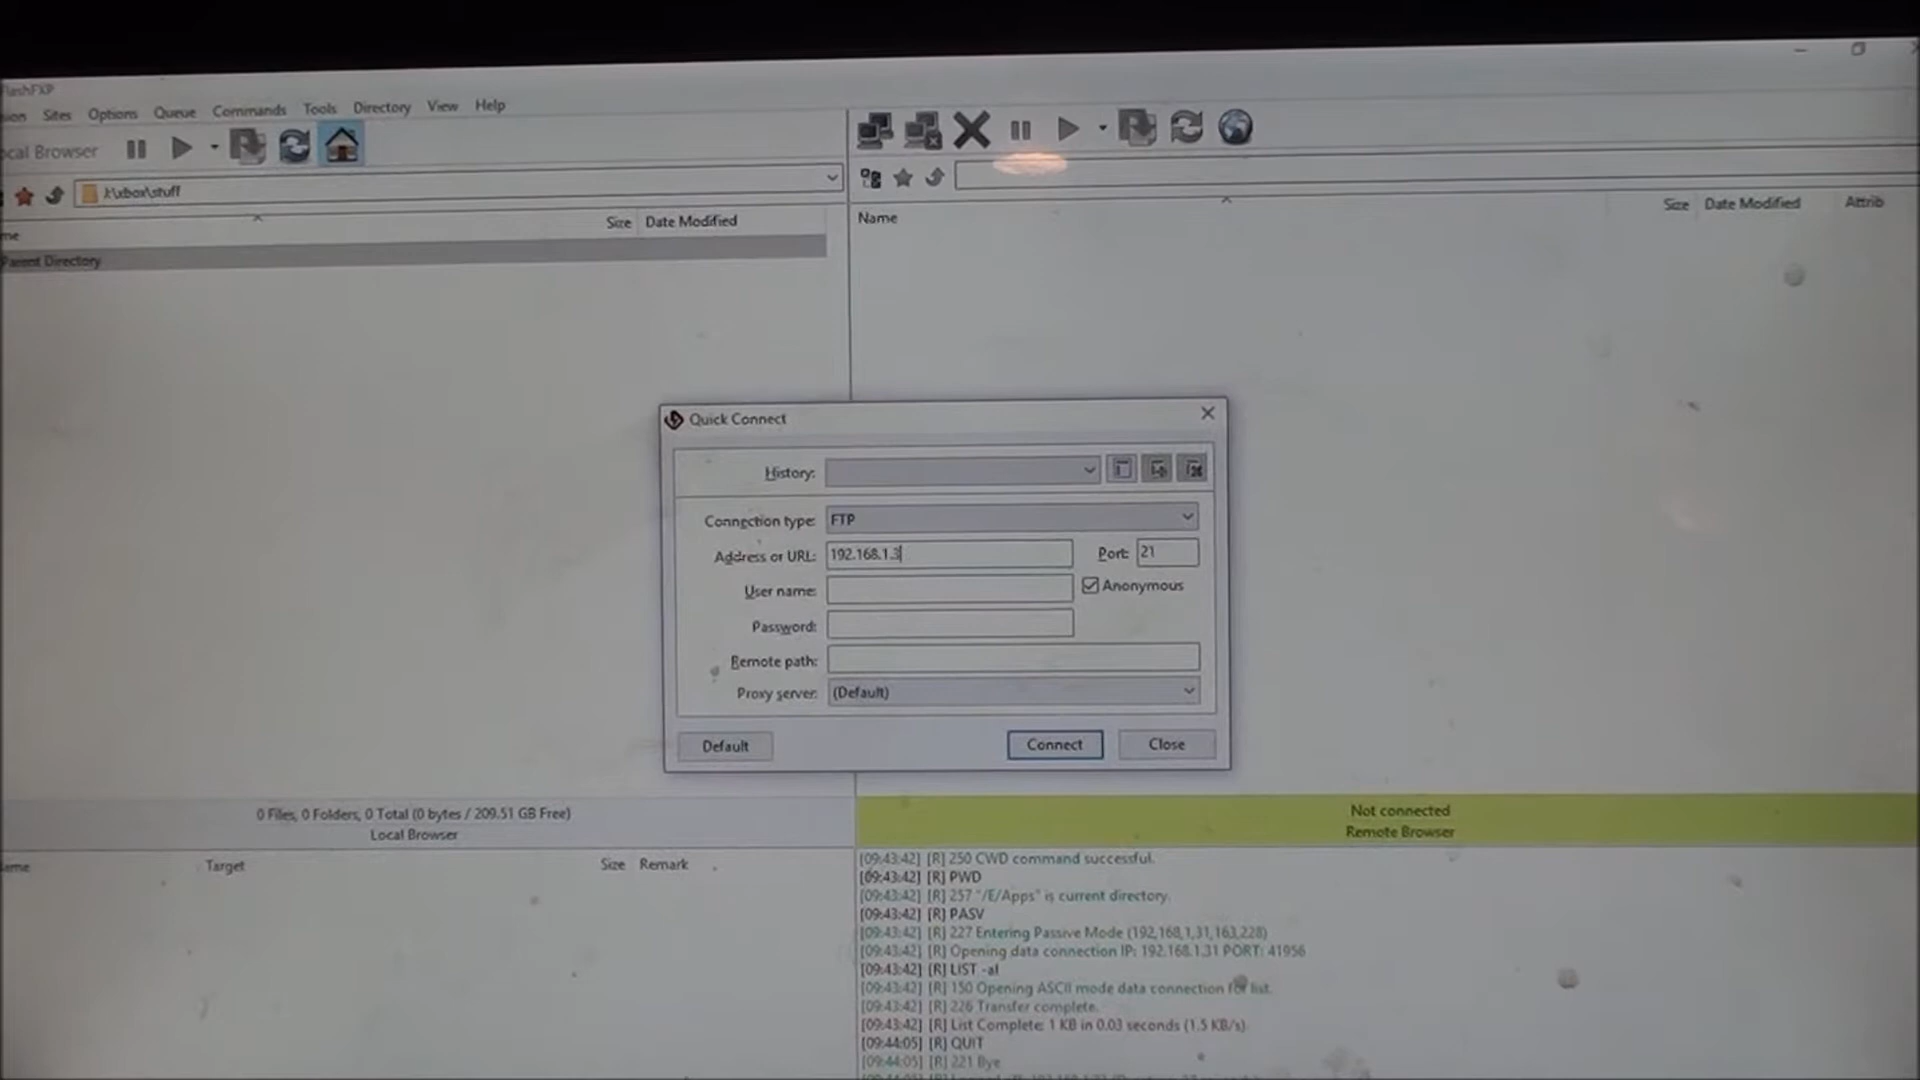 FlashFXP
Sites Options Queue Commands Tools Directory View Help
Local Browser
\xbox\stuff
Size Date Modified
Parent Directory
Name Size Date Modified Attrib
Quick Connect
History:
Connection type: FTP
Address or URL: 192.168.1.3 Port: 21
User name: Anonymous
Password:
Remote path:
Proxy server: (Default)
Default Connect Close
0 Files, 0 Folders, 0 Total (0 bytes / 209.51 GB Free)
Local Browser
Not connected
Remote Browser
Target Size Remark
[09:43:42] [R] 250 CWD command successful.
[09:43:42] [R] PWD
[09:43:42] [R] 257 "/E/Apps" is current directory.
[09:43:42] [R] PASV
[09:43:42] [R] 227 Entering Passive Mode (192,168,1,31,163,228)
[09:43:42] [R] Opening data connection IP: 192.168.1.31 PORT: 41956
[09:43:42] [R] LIST -al
[09:43:42] [R] 150 Opening ASCII mode data connection for list.
[09:43:42] [R] 226 Transfer complete.
[09:43:42] [R] List Complete: 1 KB in 0.03 seconds (1.5 KB/s)
[09:44:05] [R] QUIT
[09:44:05] [R] 221 Bye